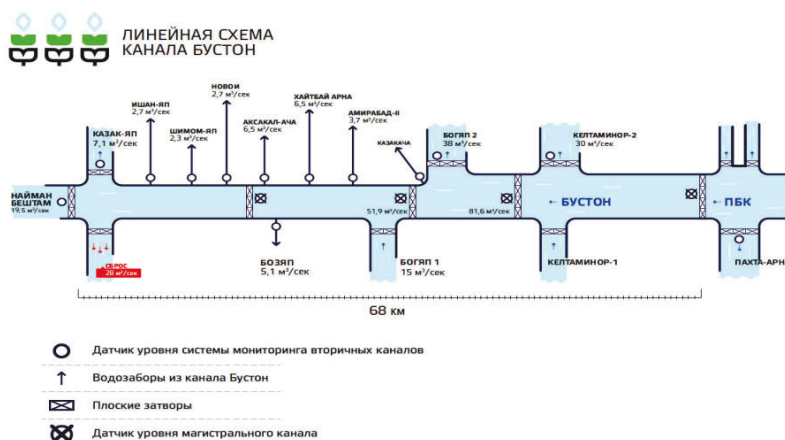 ЛИНЕЙНАЯ СХЕМА
КАНАЛА БУСТОН
НОВОИ
2,7 м³/сек
ХАЙТБАЙ АРНА
6,5 м³/сек
ИШАН-ЯП
2,7 м³/сек
АМИРАБАД-II
3,7 м³/сек
АКСАКАЛ-АЧА
6,5 м³/сек
ШИМОМ-ЯП
2,3 м³/сек
КАЗАК-ЯП
7,1 м³/сек
КАЗАКАЧА
БОГЯП 2
38 м³/сек
КЕЛТАМИНОР-2
30 м³/сек
НАЙМАН
БЕШТАМ
19,5 м³/сек
51,9 м³/сек
81,6 м³/сек
← БУСТОН
← ПБК
СБРОС
28 м³/сек
БОЗЯП
5,1 м³/сек
БОГЯП 1
15 м³/сек
КЕЛТАМИНОР-1
ПАХТА-АРНА
68 км
Датчик уровня системы мониторинга вторичных каналов
Водозаборы из канала Бустон
Плоские затворы
Датчик уровня магистрального канала